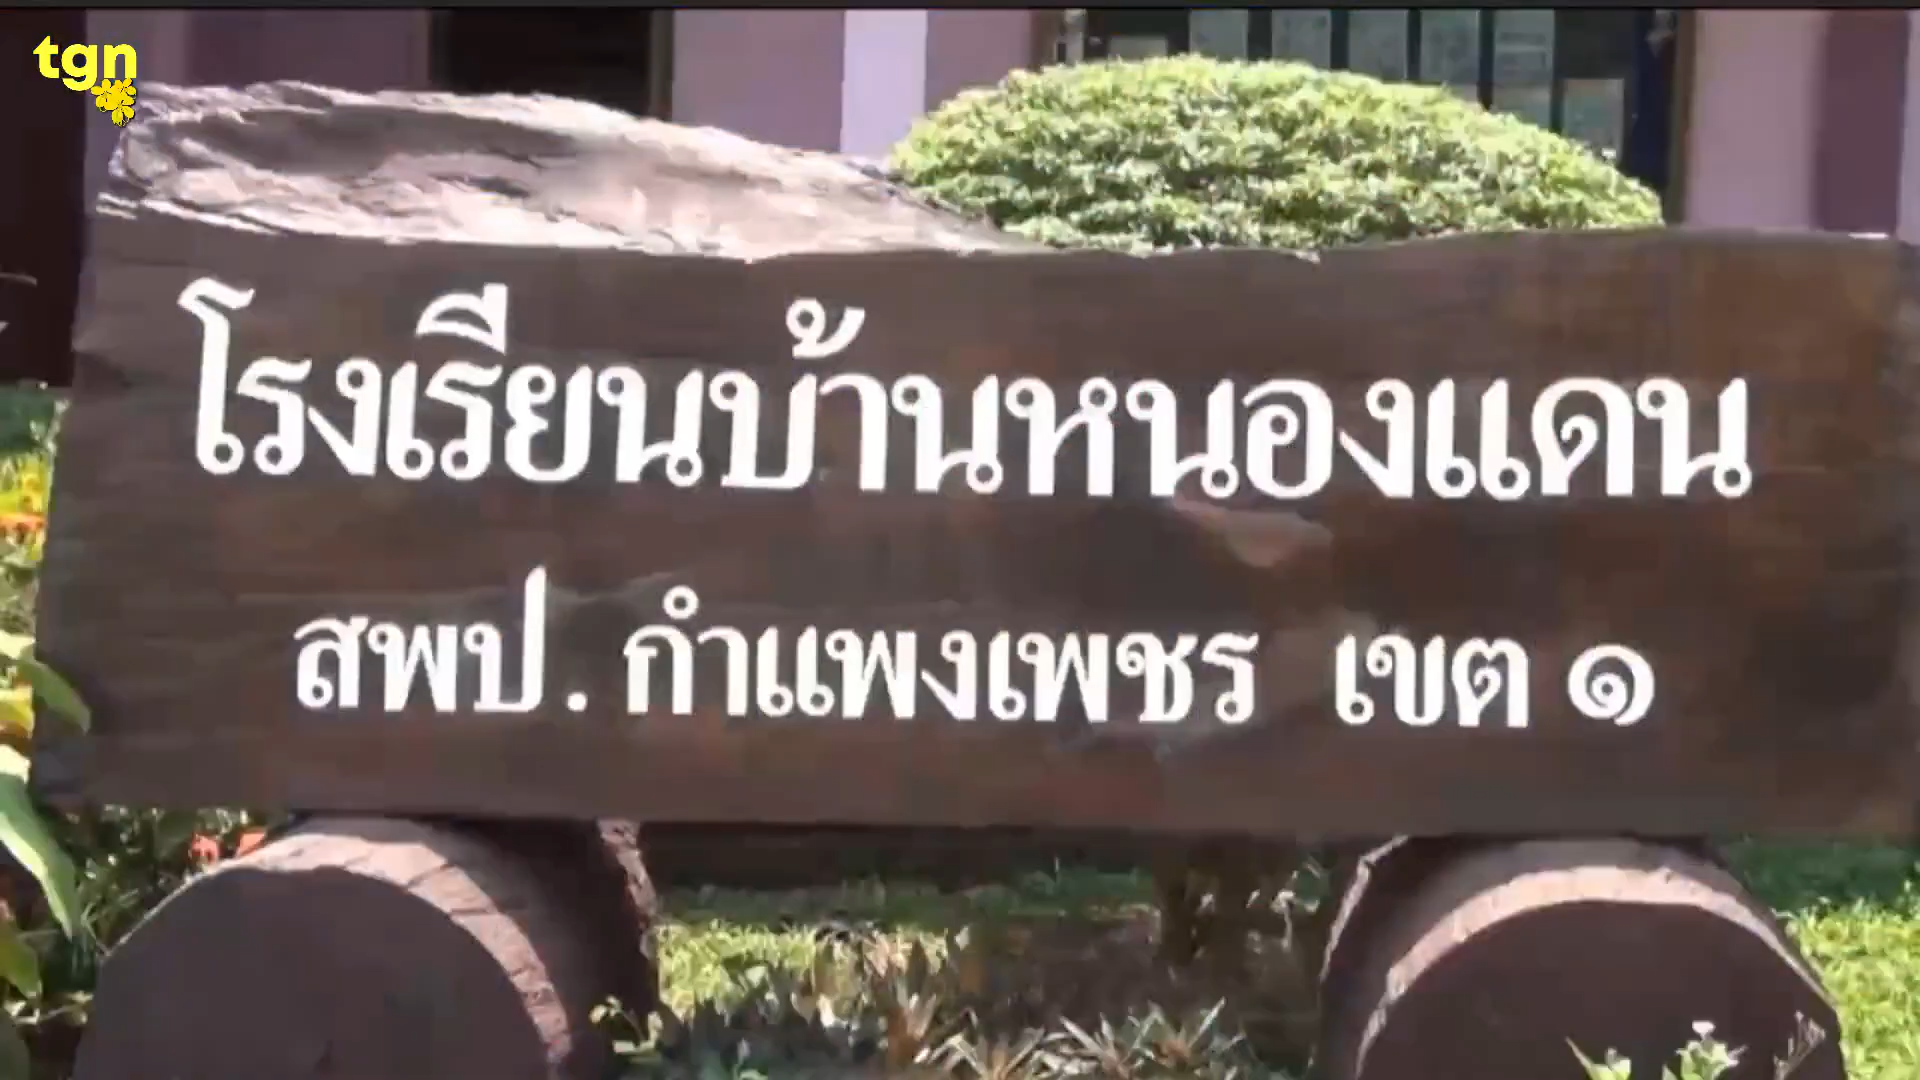 tgn
โรงเรียนบ้านหนองแดน
สพป. กำแพงเพชร เขต ๑